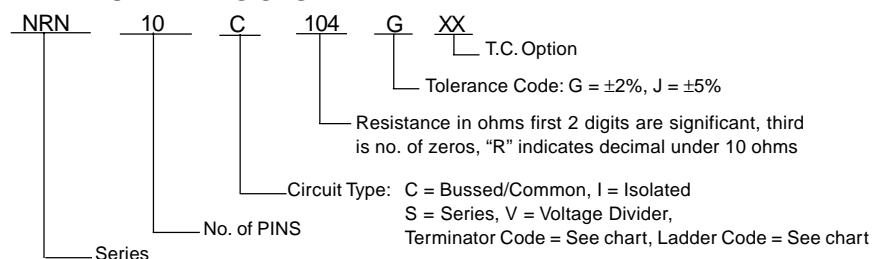 NRN 10 C 104 G XX
T.C. Option
Tolerance Code: G = ±2%, J = ±5%
Resistance in ohms first 2 digits are significant, third
is no. of zeros, “R” indicates decimal under 10 ohms
Circuit Type: C = Bussed/Common, I = Isolated
S = Series, V = Voltage Divider,
Terminator Code = See chart, Ladder Code = See chart
No. of PINS
Series